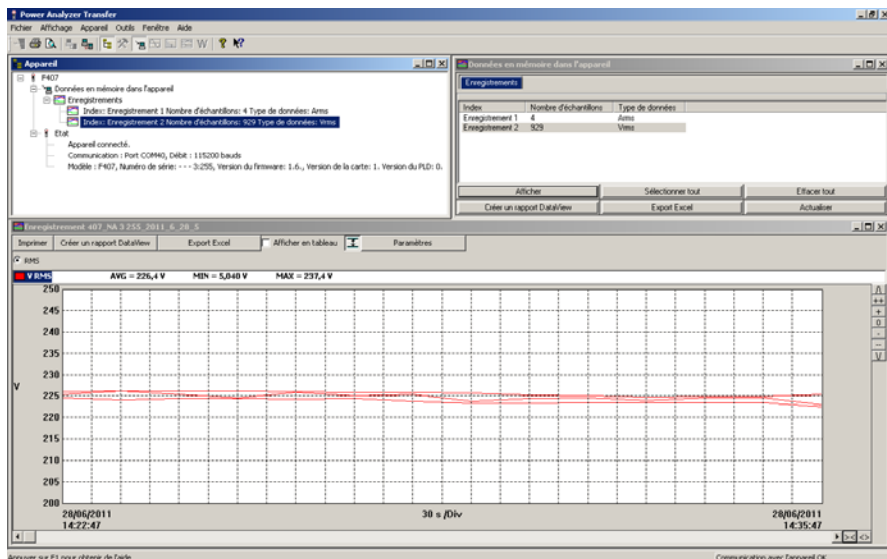 Power Analyzer Transfer
Fichier Affichage Appareil Outils Fenêtre Aide
Appareil
F407
Données en mémoire dans l'appareil
Enregistrements
Index: Enregistrement 1 Nombre d'échantillons: 4 Type de données: Arms
Index: Enregistrement 2 Nombre d'échantillons: 929 Type de données: Vrms
Etat
Appareil connecté.
Communication : Port COM40, Débit : 115200 bauds
Modèle : F407, Numéro de série: - - - 3:255, Version du firmware: 1.6., Version de la carte: 1. Version du PLD: 0.
Données en mémoire dans l'appareil
Enregistrements
Index Nombre d'échantillons Type de données
Enregistrement 1 4 Arms
Enregistrement 2 929 Vrms
Afficher Sélectionner tout Effacer tout
Créer un rapport DataView Export Excel Actualiser
Enregistrement 407_NA 3 255_2011_6_28_5
Imprimer Créer un rapport DataView Export Excel Afficher en tableau Paramètres
RMS
V RMS AVG = 226,4 V MIN = 5,040 V MAX = 237,4 V
250
245
240
235
230
V
225
220
215
210
205
200
28/06/2011 30 s /Div 28/06/2011
14:22:47 14:35:47
Appuyer sur F1 pour obtenir de l'aide Communication avec l'appareil OK